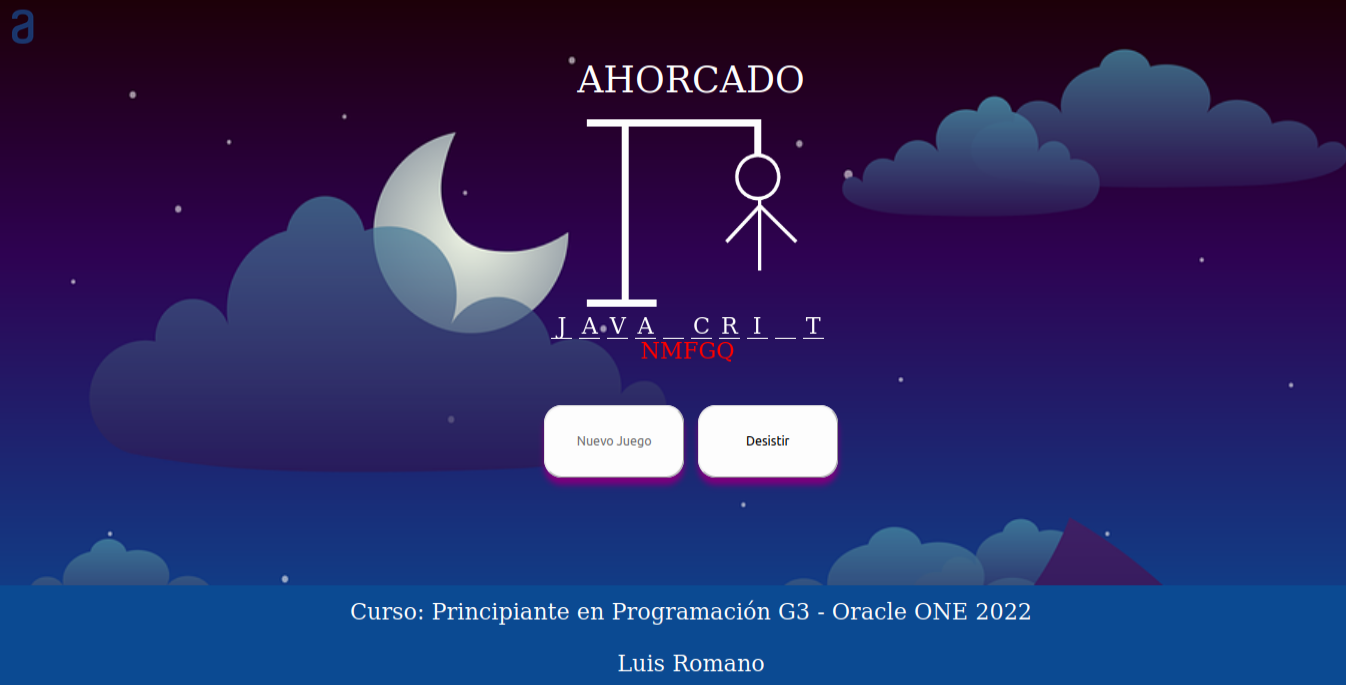 a
AHORCADO
J A V A _ C R I _ T
NMFGQ
Nuevo Juego Desistir
Curso: Principiante en Programación G3 - Oracle ONE 2022
Luis Romano